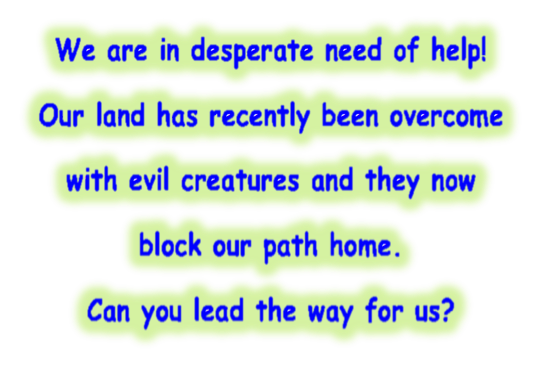 We are in desperate need of help!
Our land has recently been overcome
with evil creatures and they now
block our path home.
Can you lead the way for us?